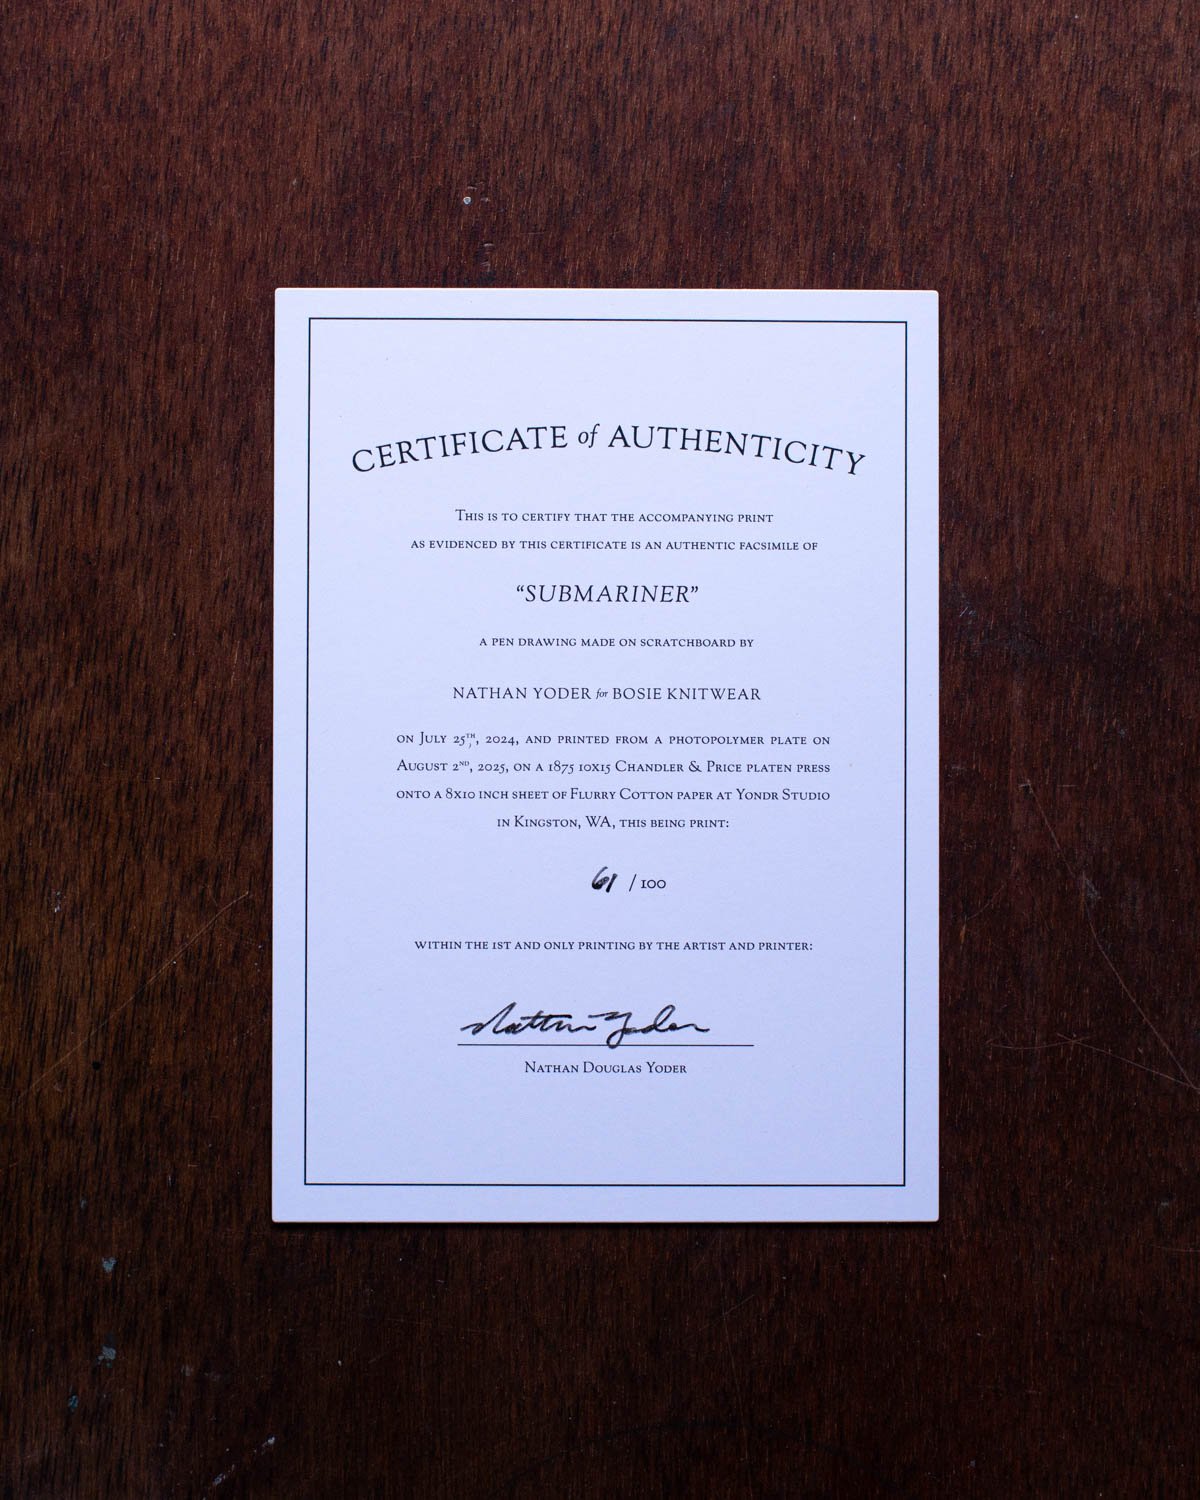 CERTIFICATE of AUTHENTICITY
THIS IS TO CERTIFY THAT THE ACCOMPANYING PRINT
AS EVIDENCED BY THIS CERTIFICATE IS AN AUTHENTIC FACSIMILE OF
“SUBMARINER”
A PEN DRAWING MADE ON SCRATCHBOARD BY
NATHAN YODER for BOSIE KNITWEAR
ON JULY 25TH, 2024, AND PRINTED FROM A PHOTOPOLYMER PLATE ON
AUGUST 2ND, 2025, ON A 1875 10X15 CHANDLER & PRICE PLATEN PRESS
ONTO A 8X10 INCH SHEET OF FLURRY COTTON PAPER AT YONDR STUDIO
IN KINGSTON, WA, THIS BEING PRINT:
61 / 100
WITHIN THE 1ST AND ONLY PRINTING BY THE ARTIST AND PRINTER:
Nathan Yoder
NATHAN DOUGLAS YODER